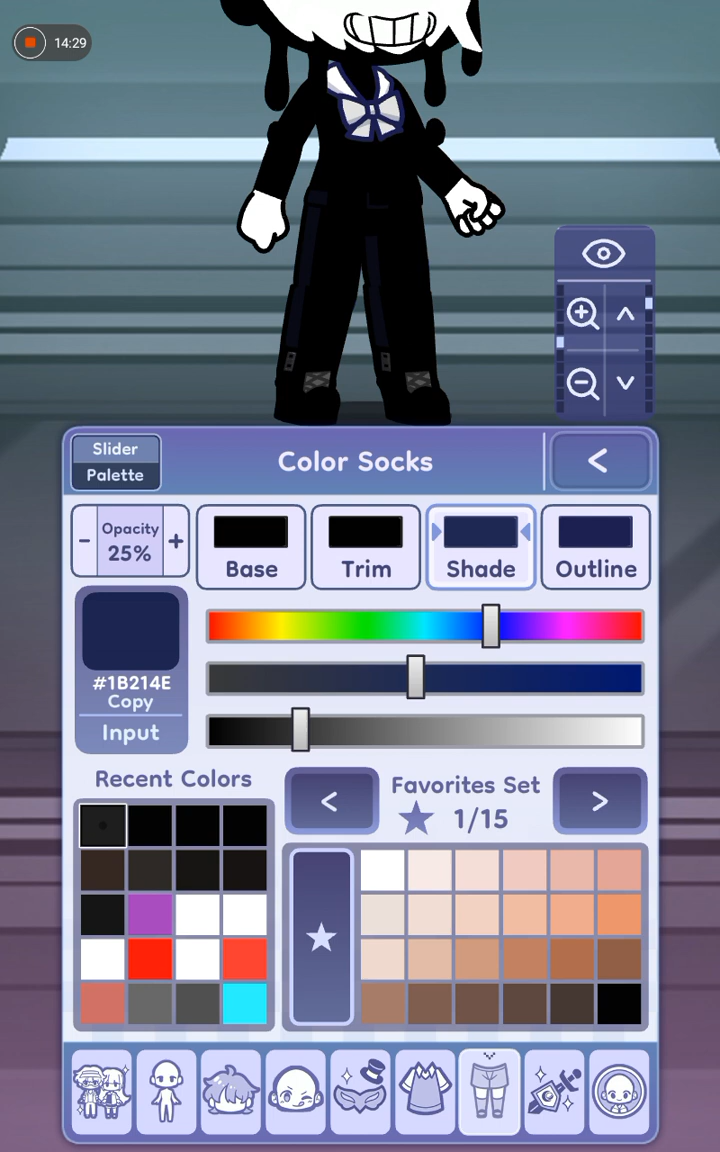 14:29
Slider
Palette
Color Socks
Opacity
25%
Base
Trim
Shade
Outline
#1B214E
Copy
Input
Recent Colors
Favorites Set
1/15